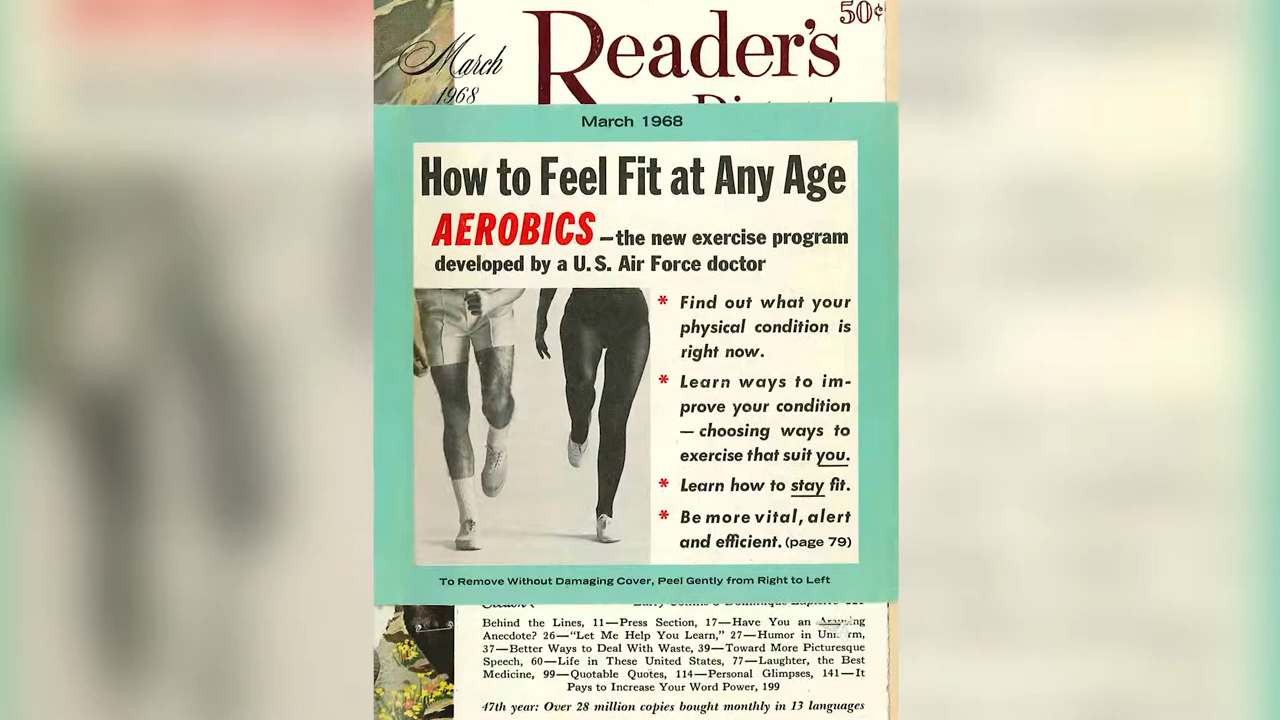 March
1968
Reader's
50¢
March 1968
How to Feel Fit at Any Age
AEROBICS —the new exercise program
developed by a U.S. Air Force doctor
* Find out what your
physical condition is
right now.
* Learn ways to im-
prove your condition
— choosing ways to
exercise that suit you.
* Learn how to stay fit.
* Be more vital, alert
and efficient. (page 79)
To Remove Without Damaging Cover, Peel Gently from Right to Left
Behind the Lines, 11—Press Section, 17—Have You an
Anecdote? 26—“Let Me Help You Learn,” 27—Humor in
37—Better Ways to Deal With Waste, 39—Toward More Picturesque
Speech, 60—Life in These United States, 77—Laughter, the Best
Medicine, 99—Quotable Quotes, 114—Personal Glimpses, 141—It
Pays to Increase Your Word Power, 199
47th year: Over 28 million copies bought monthly in 13 languages